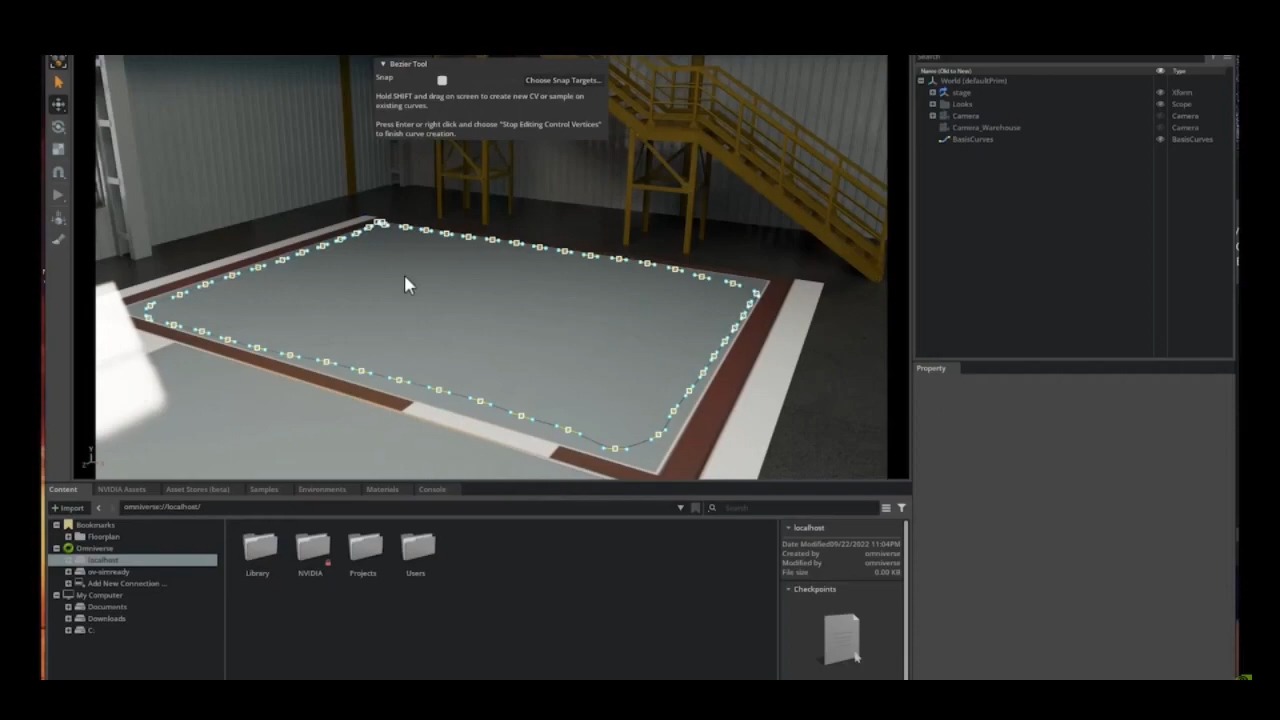 Bezier Tool
Snap
Choose Snap Targets...
Hold SHIFT and drag on screen to create new CV or sample on
existing curves.
Press Enter or right click and choose "Stop Editing Control Vertices"
to finish curve creation.
Search
Name (Old to New)
Type
World (defaultPrim)
stage
Xform
Looks
Scope
Camera
Camera
Camera_Warehouse
Camera
BasisCurves
BasisCurves
Property
Content
NVIDIA Assets
Asset Stores (beta)
Samples
Environments
Materials
Console
Import
omniverse://localhost/
Search
Bookmarks
Floorplan
Omniverse
localhost
ov-simready
Add New Connection ...
My Computer
Documents
Downloads
C:
Library
NVIDIA
Projects
Users
localhost
Date Modified09/22/2022 11:04PM
Created by omniverse
Modified by omniverse
File size 0.00 KB
Checkpoints